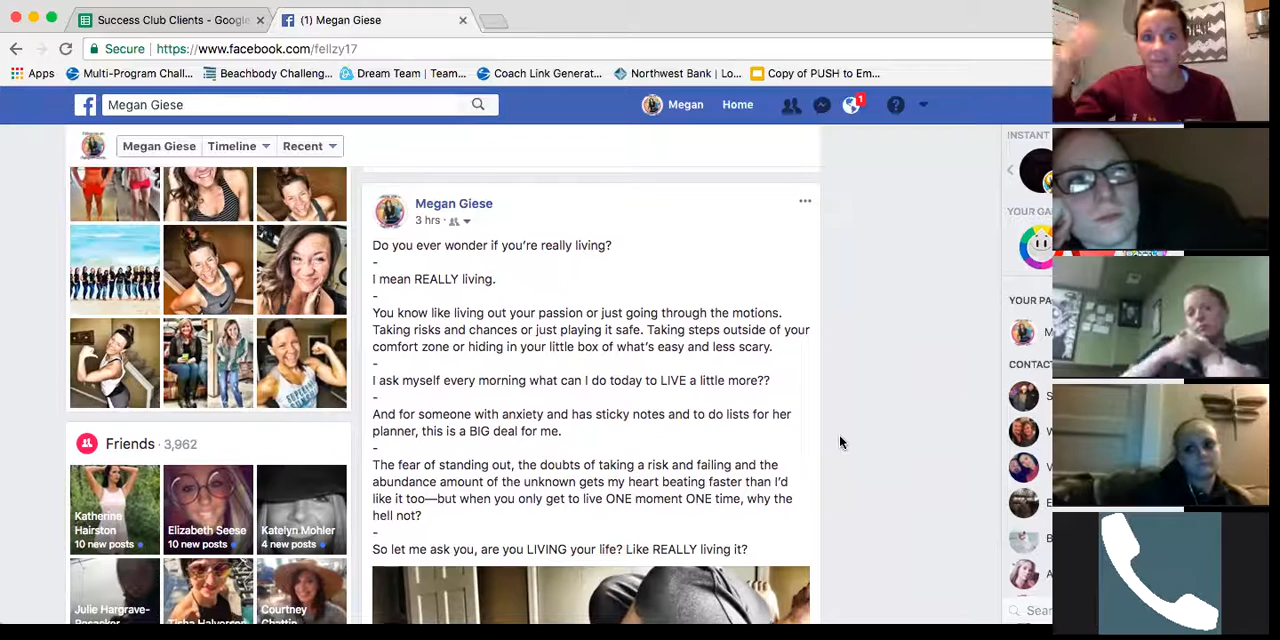 Success Club Clients - Google
(1) Megan Giese
Secure
https://www.facebook.com/fellzy17
Apps
Multi-Program Chall...
Beachbody Challeng...
Dream Team | Team...
Coach Link Generat...
Northwest Bank | Lo...
Copy of PUSH to Em...
Megan Giese
Megan
Home
1
Megan Giese
Timeline
Recent
INSTANT
YOUR GA
YOUR PA
M
CONTACT
S
W
E
B
A
Sear
Megan Giese
3 hrs
Do you ever wonder if you're really living?
-
I mean REALLY living.
-
You know like living out your passion or just going through the motions.
Taking risks and chances or just playing it safe. Taking steps outside of your
comfort zone or hiding in your little box of what's easy and less scary.
-
I ask myself every morning what can I do today to LIVE a little more??
-
And for someone with anxiety and has sticky notes and to do lists for her
planner, this is a BIG deal for me.
-
The fear of standing out, the doubts of taking a risk and failing and the
abundance amount of the unknown gets my heart beating faster than I'd
like it too—but when you only get to live ONE moment ONE time, why the
hell not?
-
So let me ask you, are you LIVING your life? Like REALLY living it?
Friends · 3,962
Katherine
Hairston
10 new posts
Elizabeth Seese
10 new posts
Katelyn Mohler
4 new posts
Julie Hargrave-
Tisha Halverson
Courtney